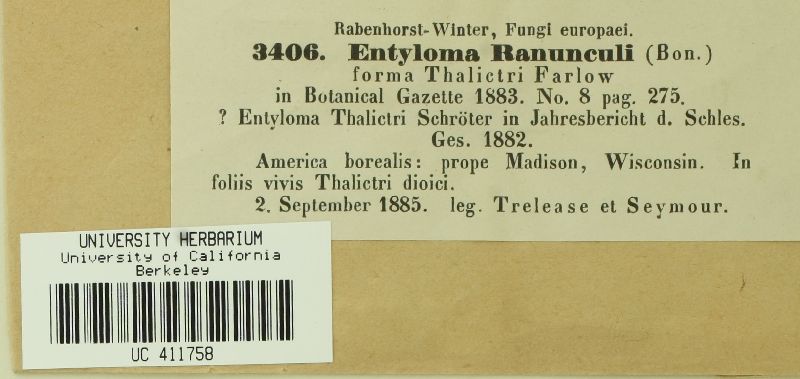 Rabenhorst-Winter, Fungi europaei.
3406. Entyloma Ranunculi (Bon.)
forma Thalictri Farlow
in Botanical Gazette 1883. No. 8 pag. 275.
? Entyloma Thalictri Schröter in Jahresbericht d. Schles.
Ges. 1882.
America borealis: prope Madison, Wisconsin. In
foliis vivis Thalictri dioici.
2. September 1885. leg. Trelease et Seymour.
UNIVERSITY HERBARIUM
University of California
Berkeley
UC 411758